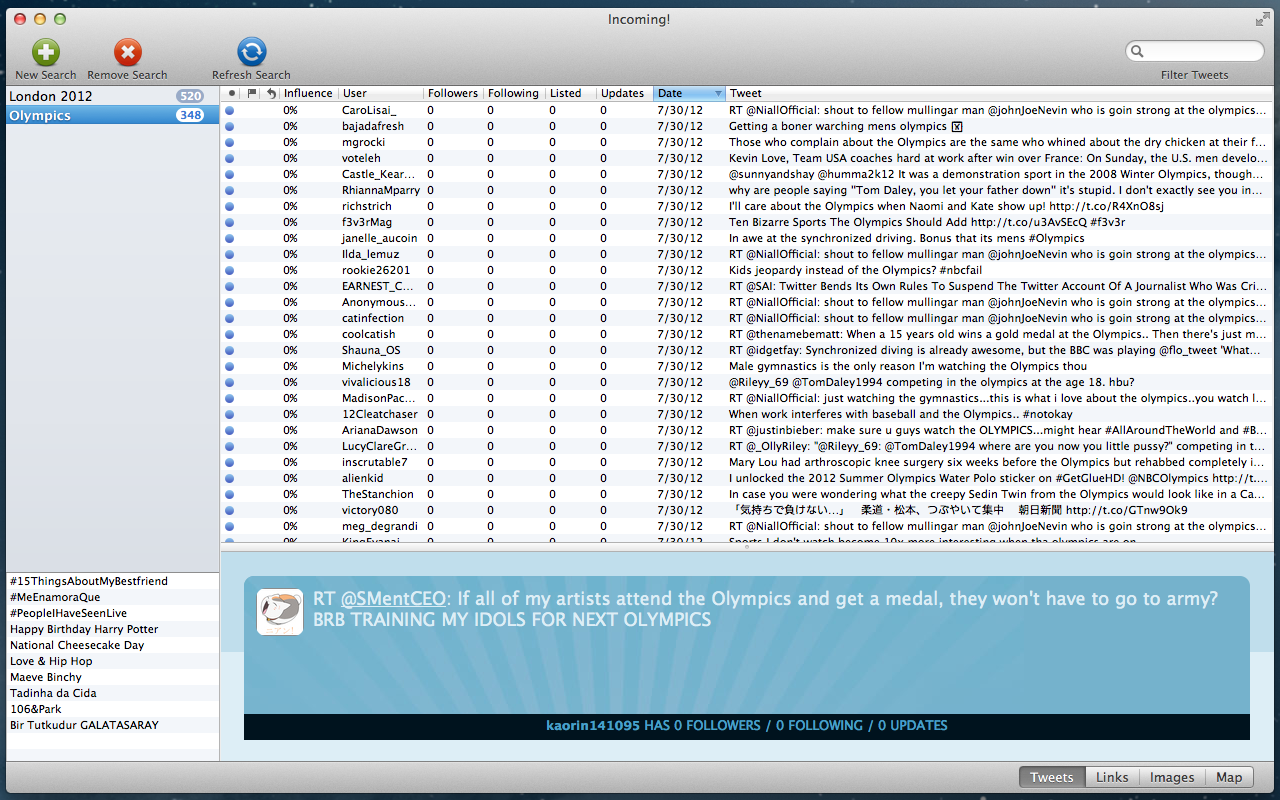 Incoming!
New Search Remove Search Refresh Search
Filter Tweets
London 2012 520
Olympics 348
Influence User Followers Following Listed Updates Date Tweet
0% CaroLisai_ 0 0 0 0 7/30/12 RT @NiallOfficial: shout to fellow mullingar man @johnJoeNevin who is goin strong at the olympics...
0% bajadafresh 0 0 0 0 7/30/12 Getting a boner warching mens olympics
0% mgrocki 0 0 0 0 7/30/12 Those who complain about the Olympics are the same who whined about the dry chicken at their f...
0% voteleh 0 0 0 0 7/30/12 Kevin Love, Team USA coaches hard at work after win over France: On Sunday, the U.S. men develo...
0% Castle_Kear... 0 0 0 0 7/30/12 @sunnyandshay @humma2k12 It was a demonstration sport in the 2008 Winter Olympics, though...
0% RhiannaMparry 0 0 0 0 7/30/12 why are people saying "Tom Daley, you let your father down" it's stupid. I don't exactly see you in...
0% richstrich 0 0 0 0 7/30/12 I'll care about the Olympics when Naomi and Kate show up! http://t.co/R4XnO8sj
0% f3v3rMag 0 0 0 0 7/30/12 Ten Bizarre Sports The Olympics Should Add http://t.co/u3AvSEcQ #f3v3r
0% janelle_aucoin 0 0 0 0 7/30/12 In awe at the synchronized driving. Bonus that its mens #Olympics
0% Ilda_lemuz 0 0 0 0 7/30/12 RT @NiallOfficial: shout to fellow mullingar man @johnJoeNevin who is goin strong at the olympics...
0% rookie26201 0 0 0 0 7/30/12 Kids jeopardy instead of the Olympics? #nbcfail
0% EARNEST_C... 0 0 0 0 7/30/12 RT @SAI: Twitter Bends Its Own Rules To Suspend The Twitter Account Of A Journalist Who Was Cri...
0% Anonymous... 0 0 0 0 7/30/12 RT @NiallOfficial: shout to fellow mullingar man @johnJoeNevin who is goin strong at the olympics...
0% catinfection 0 0 0 0 7/30/12 RT @NiallOfficial: shout to fellow mullingar man @johnJoeNevin who is goin strong at the olympics...
0% coolcatish 0 0 0 0 7/30/12 RT @thenamebematt: When a 15 years old wins a gold medal at the Olympics.. Then there's just m...
0% Shauna_OS 0 0 0 0 7/30/12 RT @idgetfay: Synchronized diving is already awesome, but the BBC was playing @flo_tweet 'What...
0% Michelykins 0 0 0 0 7/30/12 Male gymnastics is the only reason I'm watching the Olympics thou
0% vivalicious18 0 0 0 0 7/30/12 @Rileyy_69 @TomDaley1994 competing in the olympics at the age 18. hbu?
0% MadisonPac... 0 0 0 0 7/30/12 RT @NiallOfficial: just watching the gymnastics...this is what i love about the olympics..you watch l...
0% 12Cleatchaser 0 0 0 0 7/30/12 When work interferes with baseball and the Olympics.. #notokay
0% ArianaDawson 0 0 0 0 7/30/12 RT @justinbieber: make sure u guys watch the OLYMPICS...might hear #AllAroundTheWorld and #B...
0% LucyClareGr... 0 0 0 0 7/30/12 RT @_OllyRiley: "@Rileyy_69: @TomDaley1994 where are you now you little pussy?" competing in t...
0% inscrutable7 0 0 0 0 7/30/12 Mary Lou had arthroscopic knee surgery six weeks before the Olympics but rehabbed completely i...
0% alienkid 0 0 0 0 7/30/12 I unlocked the 2012 Summer Olympics Water Polo sticker on #GetGlueHD! @NBCOlympics http://t....
0% TheStanchion 0 0 0 0 7/30/12 In case you were wondering what the creepy Sedin Twin from the Olympics would look like in a Ca...
0% victory080 0 0 0 0 7/30/12 「気持ちで負けない…」 柔道・松本、つぶやいて集中 朝日新聞 http://t.co/GTnw9Ok9
0% meg_degrandi 0 0 0 0 7/30/12 RT @NiallOfficial: shout to fellow mullingar man @johnJoeNevin who is goin strong at the olympics...
0% KingEvanai 0 0 0 0 7/30/12 Sports I don't watch become 10x more interesting when tha olympics are on
#15ThingsAboutMyBestfriend
#MeEnamoraQue
#PeopleIHaveSeenLive
Happy Birthday Harry Potter
National Cheesecake Day
Love & Hip Hop
Maeve Binchy
Tadinha da Cida
106&Park
Bir Tutkudur GALATASARAY
RT @SMentCEO: If all of my artists attend the Olympics and get a medal, they won't have to go to army?
BRB TRAINING MY IDOLS FOR NEXT OLYMPICS
kaorin141095 HAS 0 FOLLOWERS / 0 FOLLOWING / 0 UPDATES
Tweets Links Images Map